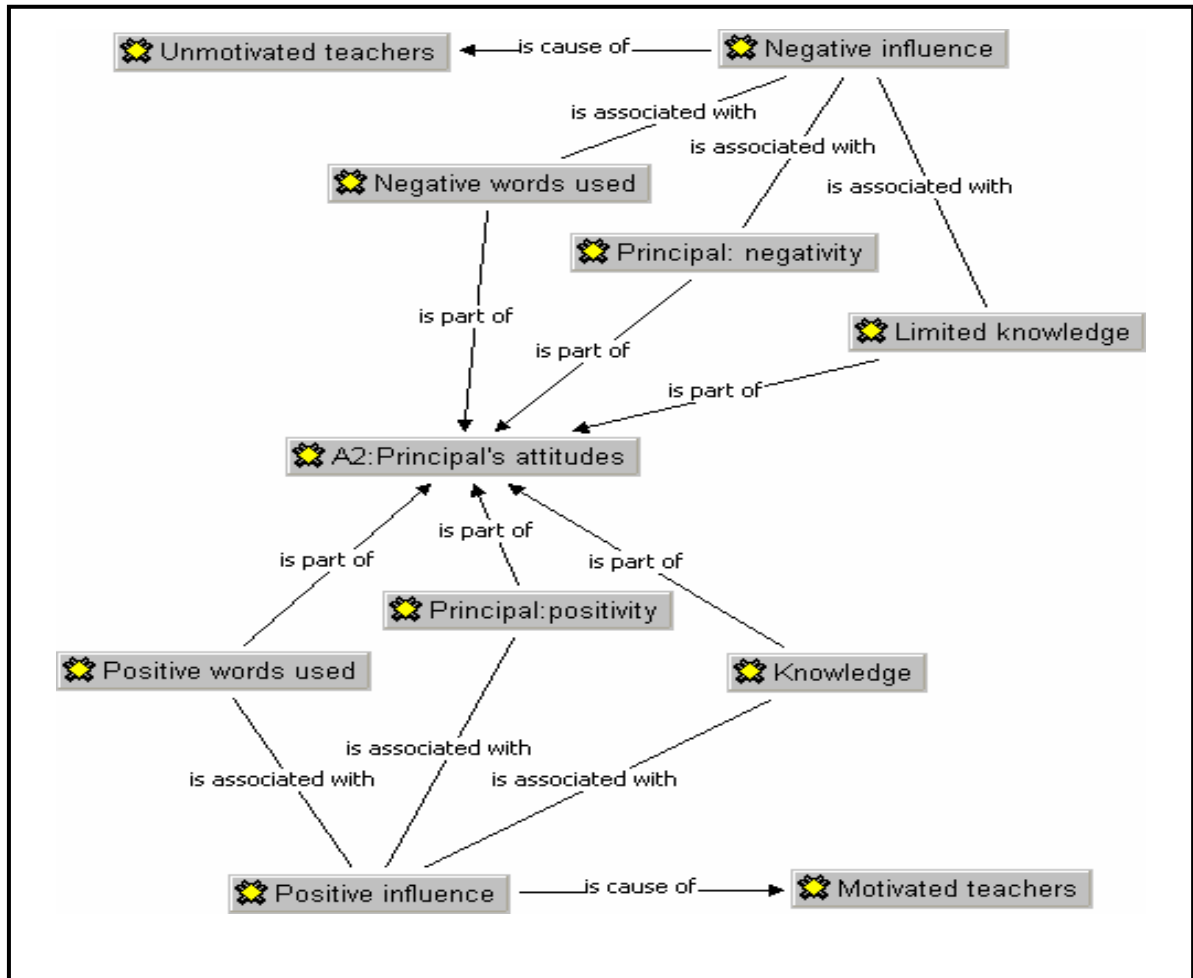 Unmotivated teachers
is cause of
Negative influence
is associated with
is associated with
is associated with
Negative words used
Principal: negativity
Limited knowledge
is part of
is part of
is part of
A2:Principal's attitudes
is part of
is part of
is part of
Principal:positivity
Positive words used
Knowledge
is associated with
is associated with
is associated with
Positive influence
is cause of
Motivated teachers